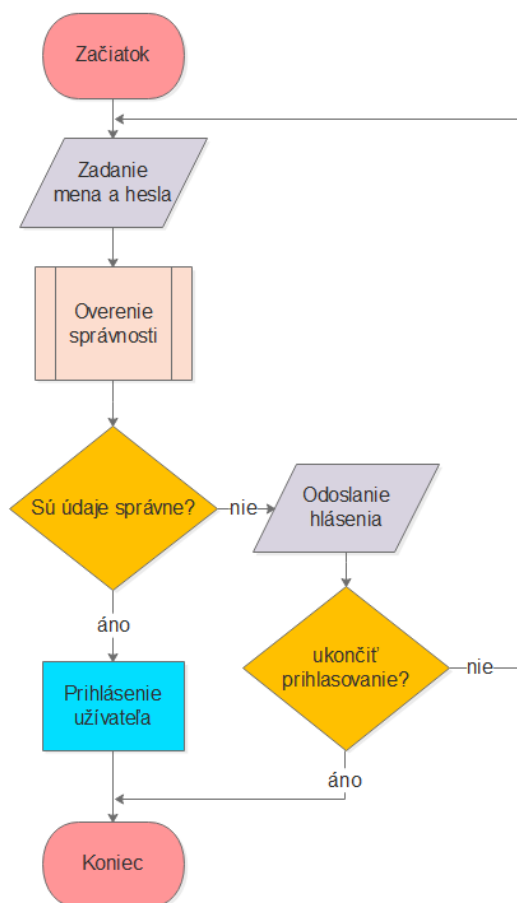 Začiatok
Zadanie
mena a hesla
Overenie
správnosti
Sú údaje správne?
nie
Odoslanie
hlásenia
áno
ukončiť
prihlasovanie?
nie
Prihlásenie
užívateľa
áno
Koniec